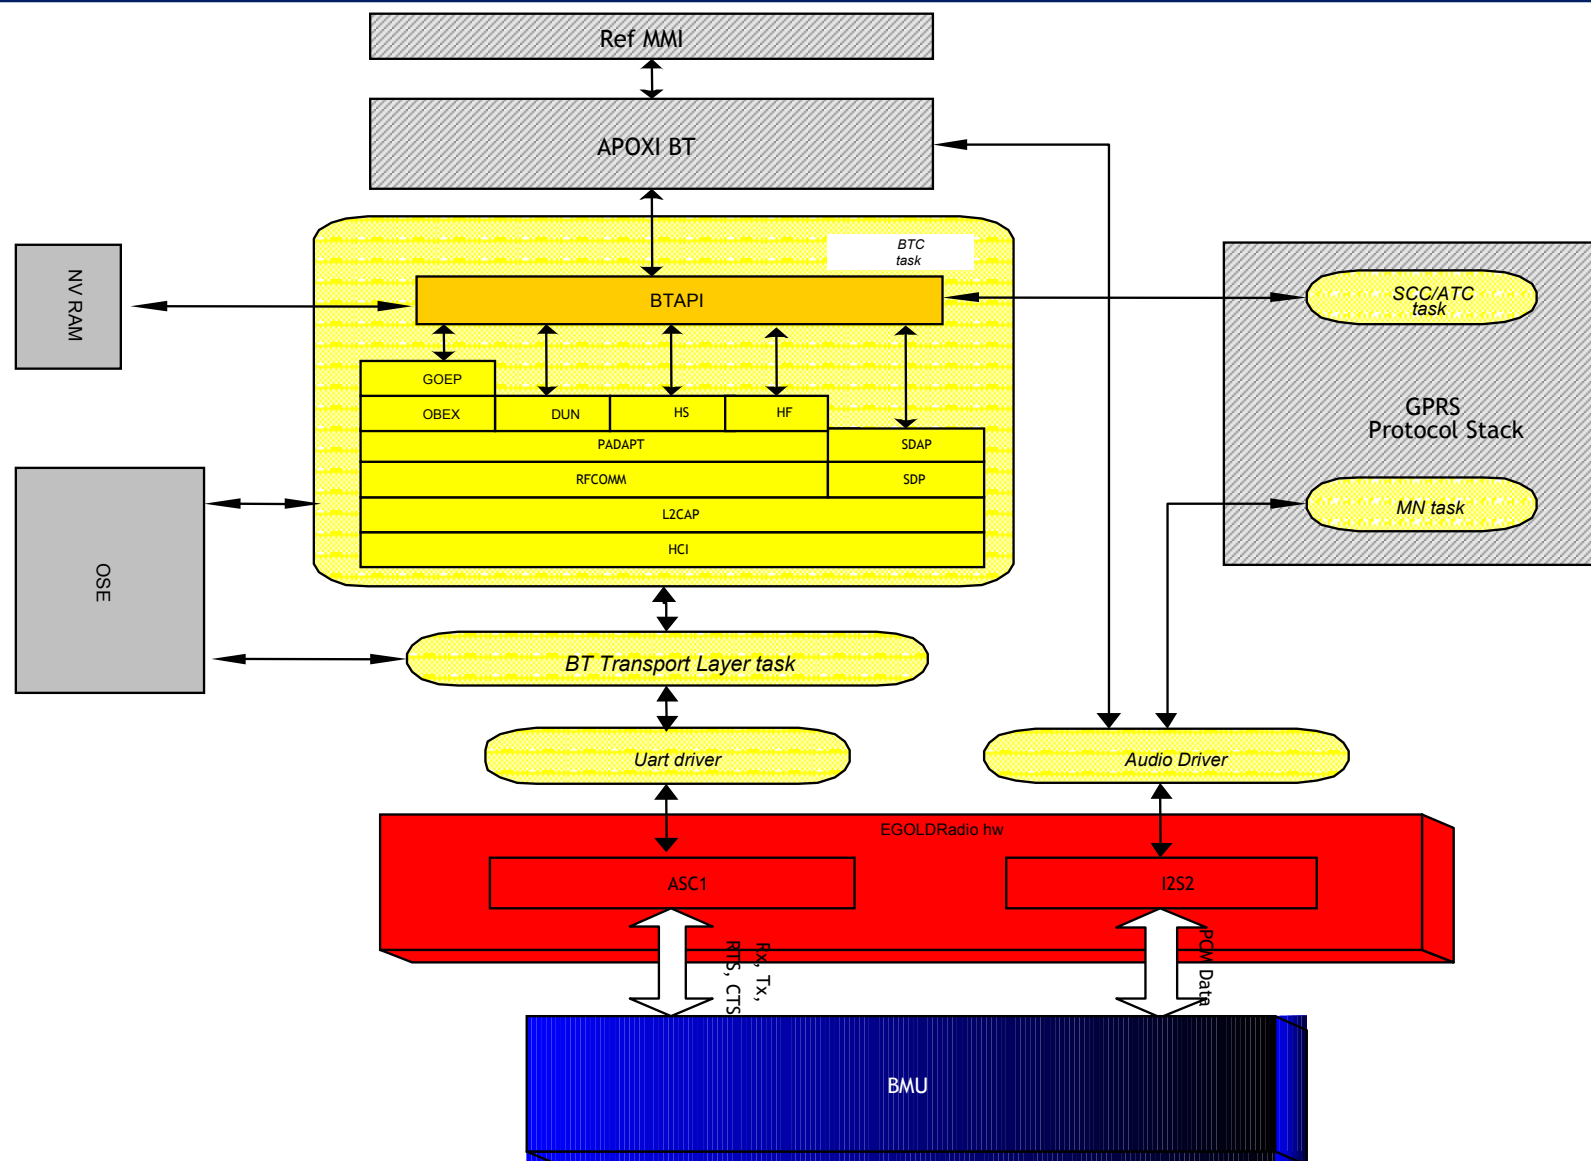 Ref MMI
APOXI BT
BTC
task
NV RAM
BTAPI
SCC/ATC
task
GOEP
OBEX
DUN
HS
HF
GPRS
Protocol Stack
PADAPT
SDAP
RFCOMM
SDP
L2CAP
MN task
HCI
OSE
BT Transport Layer task
Uart driver
Audio Driver
EGOLDRadio hw
ASC1
I2S2
Rx, Tx,
RTS, CTS
PCM Data
BMU